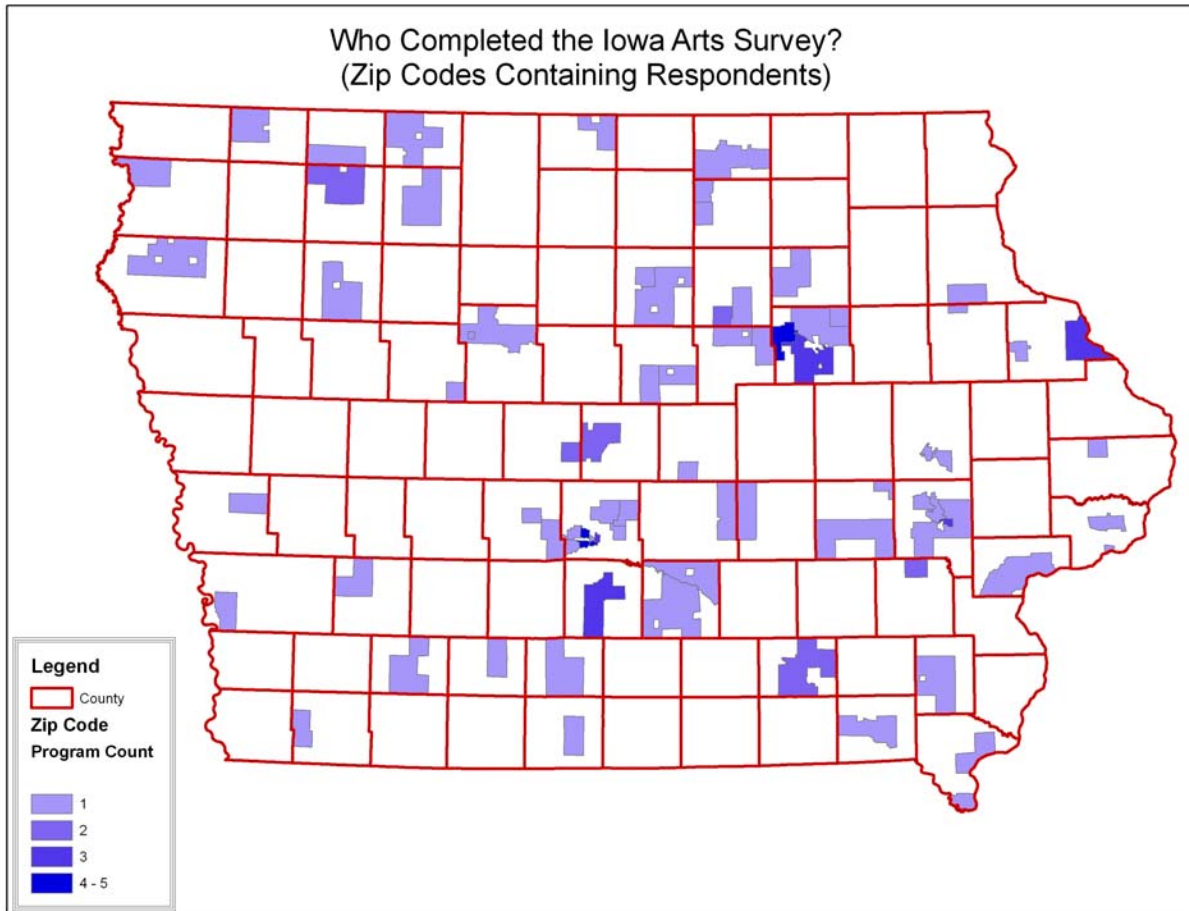 Who Completed the Iowa Arts Survey?
(Zip Codes Containing Respondents)
Legend
County
Zip Code
Program Count
1
2
3
4 - 5